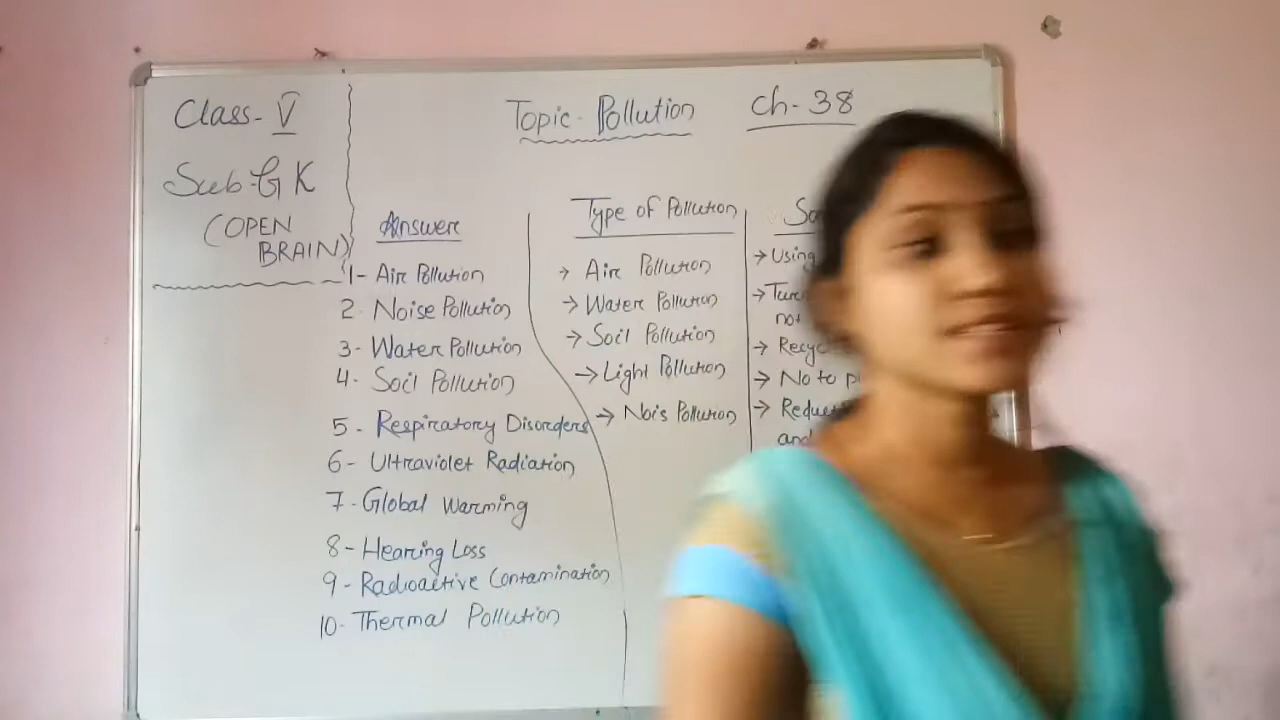 Class- V
Sub-GK
(OPEN
BRAIN)
Topic- Pollution
Ch- 38
Answer
1- Air Pollution
2. Noise Pollution
3- Water Pollution
4. Soil Pollution
5- Respiratory Disorders
6- Ultraviolet Radiation
7- Global Warming
8- Hearing Loss
9- Radioactive Contamination
10- Thermal Pollution
Type of Pollution
→ Air Pollution
→ Water Pollution
→ Soil Pollution
→ Light Pollution
→ Nois Pollution
→ Using
→
→
→ No to
→